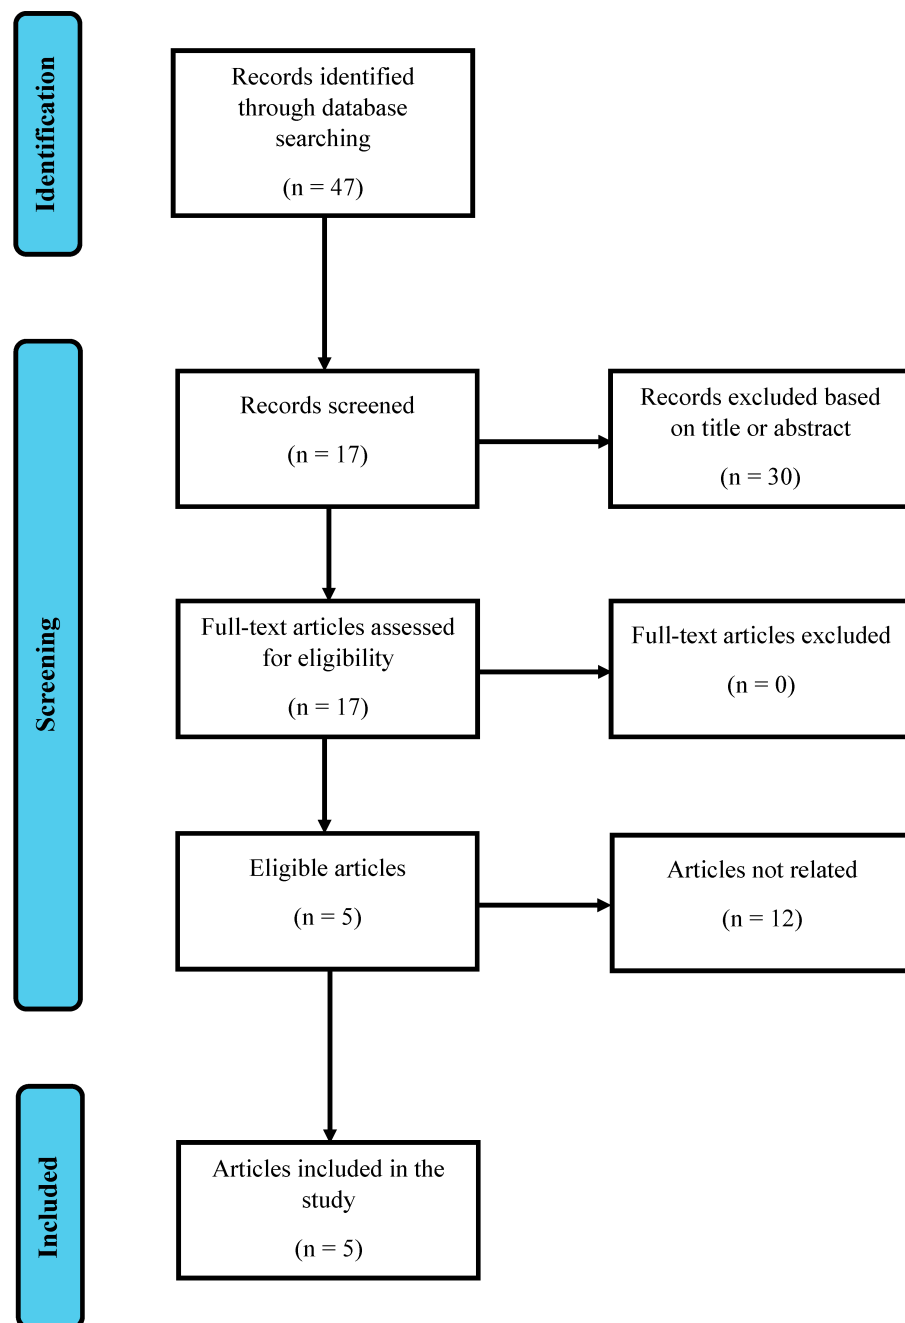 Identification
Records identified
through database
searching
(n = 47)
Screening
Records screened
(n = 17)
Records excluded based
on title or abstract
(n = 30)
Full-text articles assessed
for eligibility
(n = 17)
Full-text articles excluded
(n = 0)
Eligible articles
(n = 5)
Articles not related
(n = 12)
Included
Articles included in the
study
(n = 5)